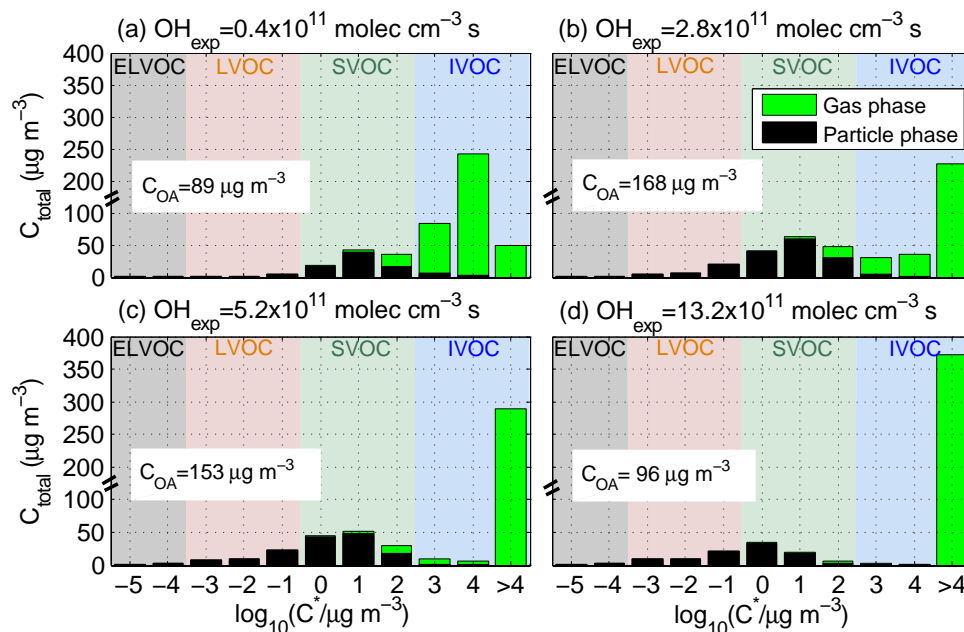 (a) OH_exp=0.4x10^11 molec cm^−3 s
(b) OH_exp=2.8x10^11 molec cm^−3 s
400
350
300
250
200
100
50
0
C_total (µg m^−3)
ELVOC LVOC SVOC IVOC
C_OA=89 µg m^−3
ELVOC LVOC SVOC IVOC
Gas phase
Particle phase
C_OA=168 µg m^−3
(c) OH_exp=5.2x10^11 molec cm^−3 s
(d) OH_exp=13.2x10^11 molec cm^−3 s
400
350
300
250
200
100
50
0
C_total (µg m^−3)
ELVOC LVOC SVOC IVOC
C_OA=153 µg m^−3
ELVOC LVOC SVOC IVOC
C_OA= 96 µg m^−3
−5 −4 −3 −2 −1 0 1 2 3 4 >4
−5 −4 −3 −2 −1 0 1 2 3 4 >4
log_10(C^*/µg m^−3)
log_10(C^*/µg m^−3)